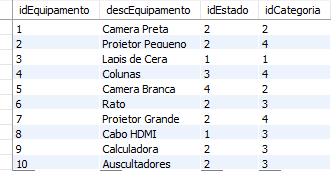 idEquipamento descEquipamento idEstado idCategoria
1 Camera Preta 2 2
2 Projetor Pequeno 2 4
3 Lapis de Cera 1 1
4 Colunas 3 4
5 Camera Branca 4 2
6 Rato 2 3
7 Projetor Grande 2 4
8 Cabo HDMI 1 3
9 Calculadora 2 3
10 Auscultadores 2 3